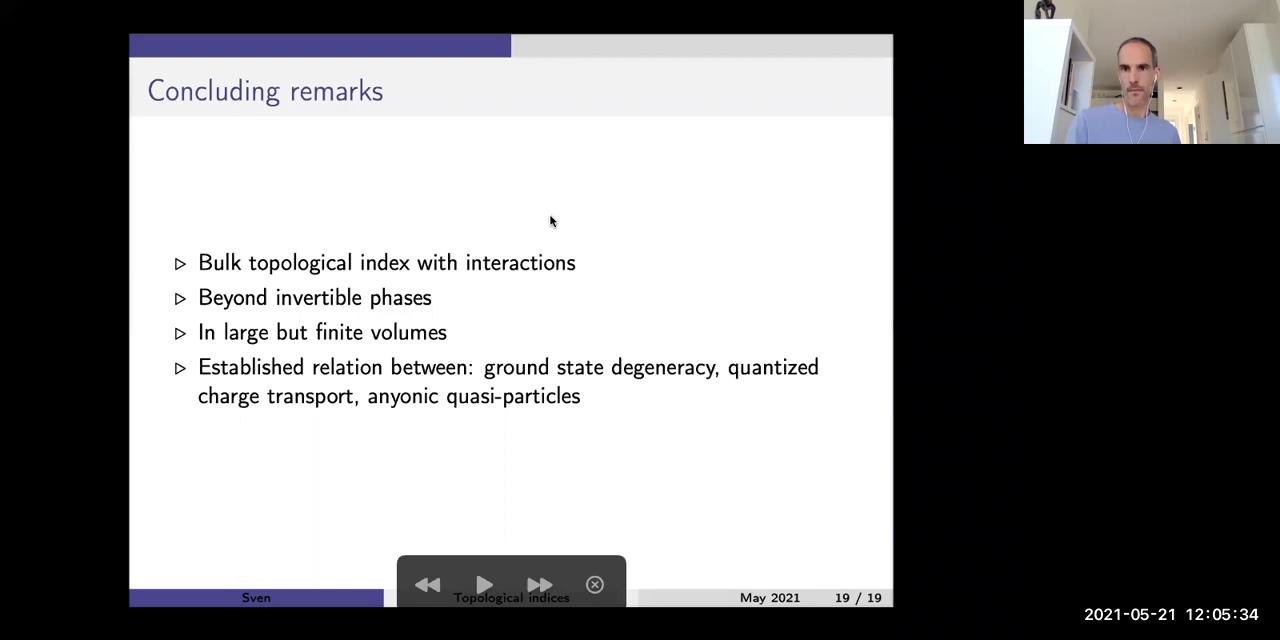 Concluding remarks
▷ Bulk topological index with interactions
▷ Beyond invertible phases
▷ In large but finite volumes
▷ Established relation between: ground state degeneracy, quantized
charge transport, anyonic quasi-particles
Sven
Topological indices
May 2021
19 / 19
2021-05-21 12:05:34